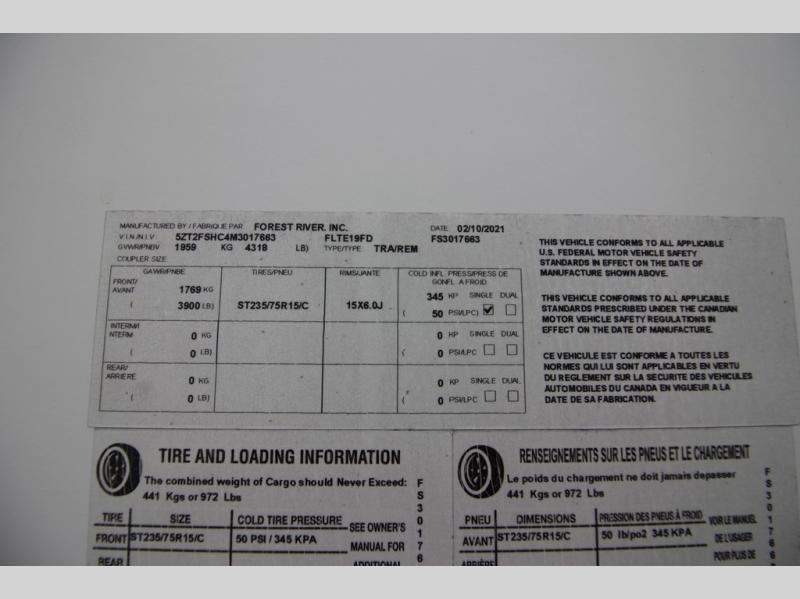 MANUFACTURED BY / FABRIQUE PAR FOREST RIVER, INC. DATE 02/10/2021
V.I.N./N.I.V 5ZT2FSHC4M3017663 FLTE19FD FS3017663
GVWR/PNBV 1959 KG 4318 LB) TYPE/TYPE TRA/REM
COUPLER SIZE
GAWR/PNBE TIRES/PNEU RIMS/JANTE COLD INFL PRESS/PRESS DE GONFL A FROID
FRONT/ AVANT 1769 KG 345 KP SINGLE DUAL
( 3900 LB) ST235/75R15/C 15X6.0J ( 50 PSI/LPC)
INTERM/I NTERM 0 KG 0 KP SINGLE DUAL
( 0 LB) ( 0 PSI/LPC
REAR/ ARRIERE 0 KG 0 KP SINGLE DUAL
( 0 LB) ( 0 PSI/LPC
THIS VEHICLE CONFORMS TO ALL APPLICABLE
U.S. FEDERAL MOTOR VEHICLE SAFETY
STANDARDS IN EFFECT ON THE DATE OF
MANUFACTURE SHOWN ABOVE.
THIS VEHICLE CONFORMS TO ALL APPLICABLE
STANDARDS PRESCRIBED UNDER THE CANADIAN
MOTOR VEHICLE SAFETY REGULATIONS IN
EFFECT ON THE DATE OF MANUFACTURE.
CE VEHICULE EST CONFORME A TOUTES LES
NORMES QUI LUI SONT APPLICABLES EN VERTU
DU REGLEMENT SUR LA SECURITE DES VEHICULES
AUTOMOBILES DU CANADA EN VIGUEUR A LA
DATE DE SA FABRICATION.
TIRE AND LOADING INFORMATION
The combined weight of Cargo should Never Exceed:
441 Kgs or 972 Lbs
TIRE SIZE COLD TIRE PRESSURE SEE OWNER'S
FRONT ST235/75R15/C 50 PSI / 345 KPA MANUAL FOR
REAR ADDITIONAL
F
S
3
0
1
7
6
RENSEIGNEMENTS SUR LES PNEUS ET LE CHARGEMENT
Le poids du chargement ne doit jamais depasser
441 Kgs or 972 Lbs
PNEU DIMENSIONS PRESSION DES PNEUS À FROID VOIR LE MANUEL
AVANT ST235/75R15/C 50 lb/po2 345 KPA DE L'USAGER
ARRIÈRE POUR PLUS DE
F
S
3
0
1
7
6